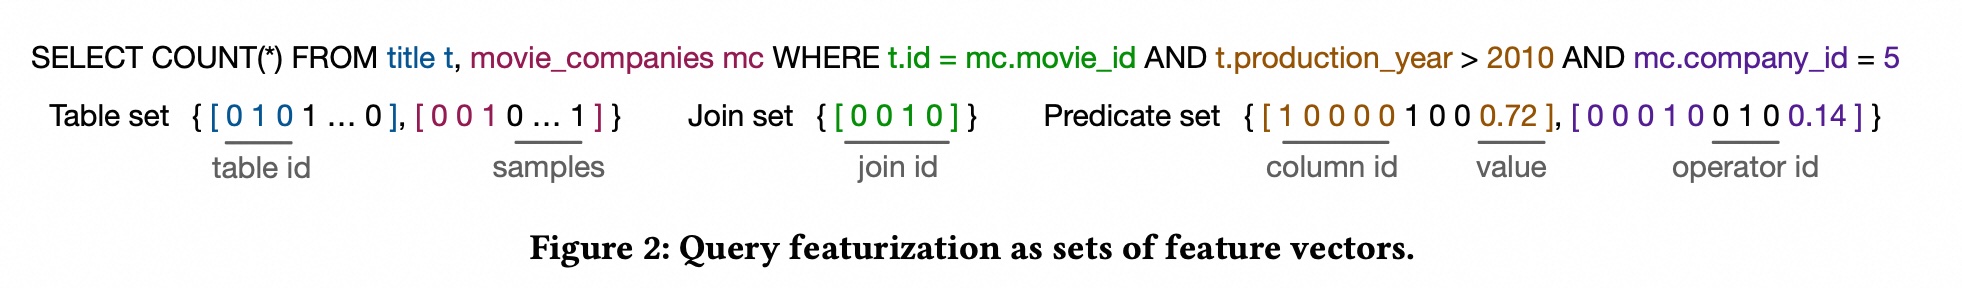 SELECT COUNT(*) FROM title t, movie_companies mc WHERE t.id = mc.movie_id AND t.production_year > 2010 AND mc.company_id = 5
Table set { [ 0 1 0 1 ... 0 ], [ 0 0 1 0 ... 1 ] } Join set { [ 0 0 1 0 ] } Predicate set { [ 1 0 0 0 0 1 0 0 0.72 ], [ 0 0 0 1 0 0 1 0 0.14 ] }
table id samples join id column id value operator id
Figure 2: Query featurization as sets of feature vectors.